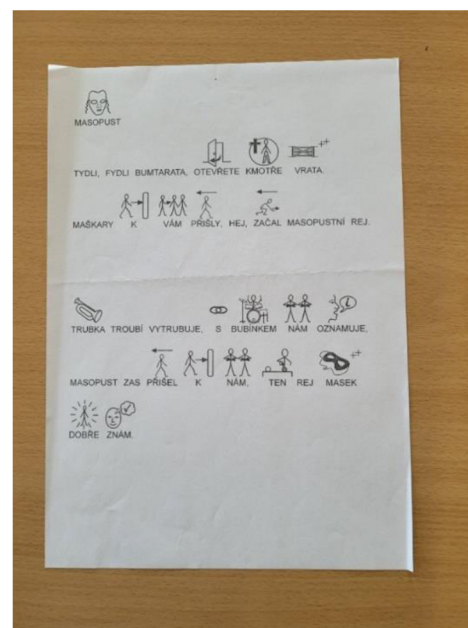 MASOPUST
TYDLI, FYDLI BUMTARATA, OTEVŘETE KMOTŘE VRATA.
MAŠKARY K VÁM PŘIŠLY, HEJ, ZAČAL MASOPUSTNÍ REJ.
TRUBKA TROUBÍ VYTRUBUJE, S BUBÍNKEM NÁM OZNAMUJE,
MASOPUST ZAS PŘIŠEL K NÁM, TEN REJ MASEK
DOBŘE ZNÁM.